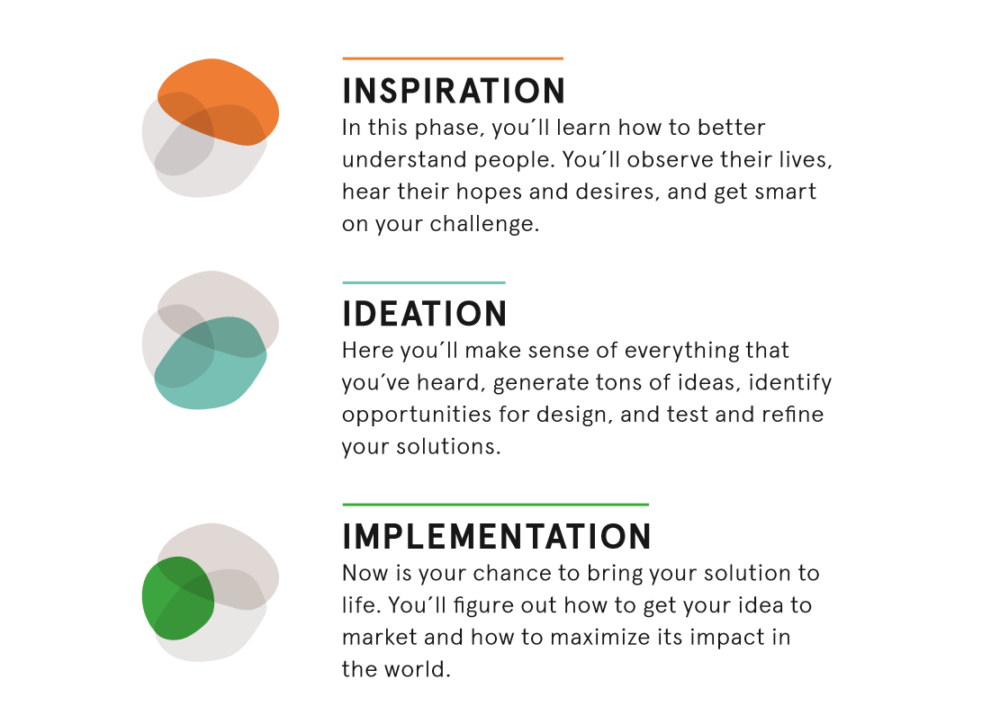 INSPIRATION
In this phase, you´ll learn how to better
understand people. You´ll observe their lives,
hear their hopes and desires, and get smart
on your challenge.
IDEATION
Here you´ll make sense of everything that
you´ve heard, generate tons of ideas, identify
opportunities for design, and test and refine
your solutions.
IMPLEMENTATION
Now is your chance to bring your solution to
life. You´ll figure out how to get your idea to
market and how to maximize its impact in
the world.